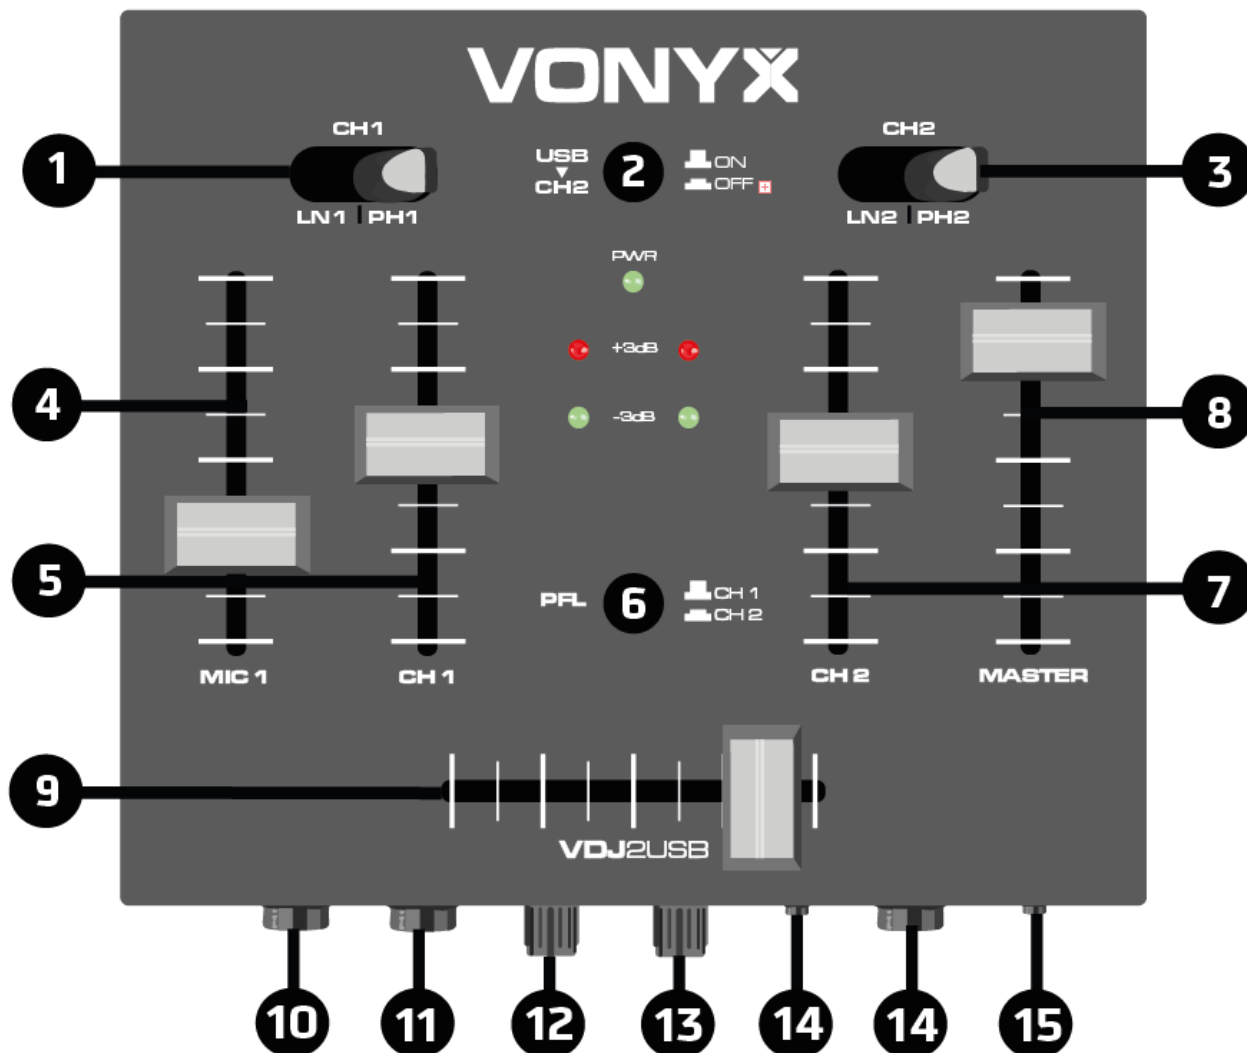 VONYX
CH1
LN1 | PH1
1
USB
CH2
2
ON
OFF
CH2
LN2 | PH2
3
PWR
+3dB
-3dB
4
8
5
PFL
6
CH 1
CH 2
7
MIC 1
CH 1
CH 2
MASTER
9
VDJ2USB
10
11
12
13
14
14
15